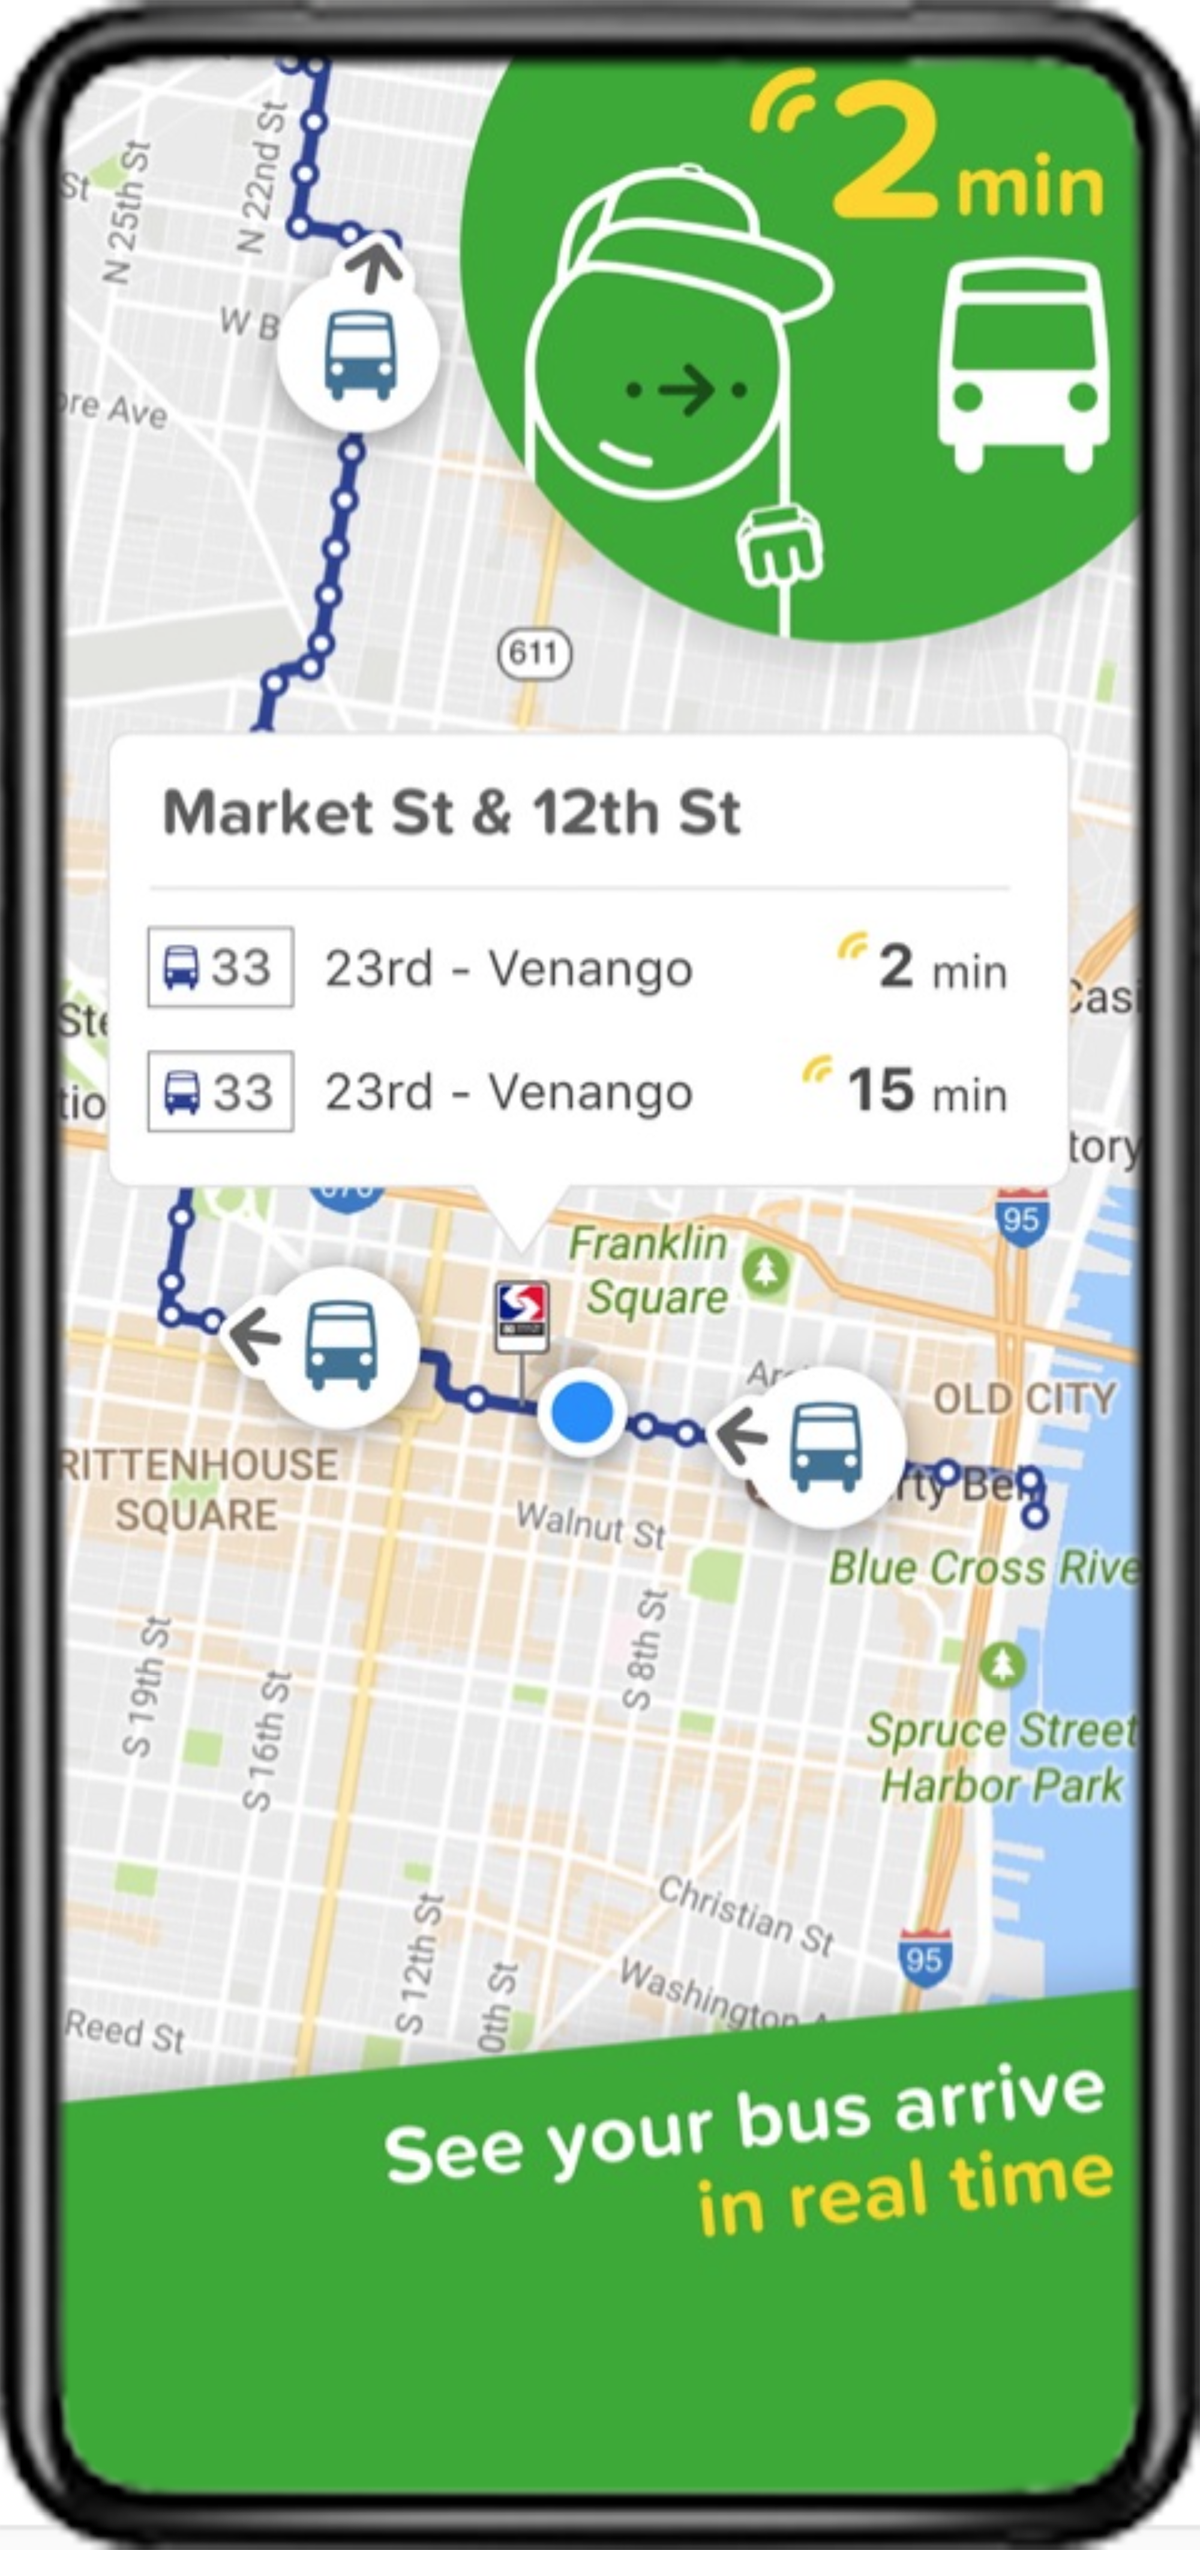 2 min
St
N 25th St
N 22nd St
W B
ore Ave
611
Market St & 12th St
33 23rd - Venango 2 min
33 23rd - Venango 15 min
Casi
Ste
tio
tory
676
95
Franklin
Square
OLD CITY
RITTENHOUSE
SQUARE
rty Bell
Walnut St
Blue Cross Rive
S 8th St
S 19th St
S 16th St
Spruce Street
Harbor Park
Christian St
95
S 12th St
0th St
Washington A
Reed St
See your bus arrive
in real time